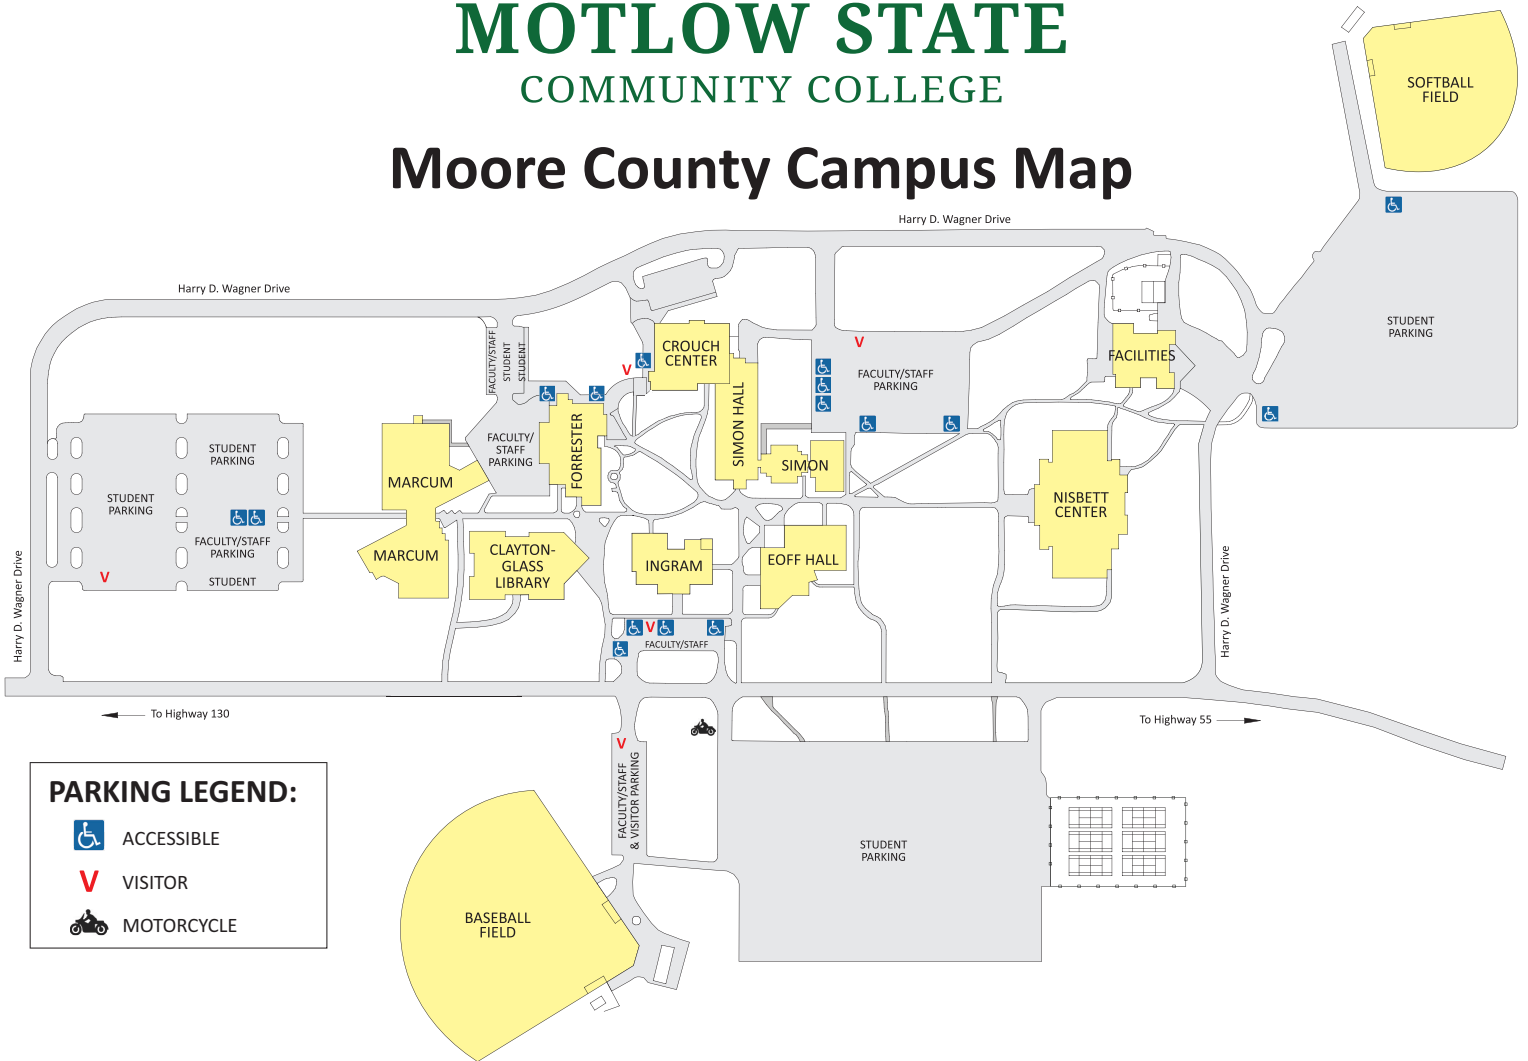 MOTLOW STATE
COMMUNITY COLLEGE
Moore County Campus Map
SOFTBALL
FIELD
Harry D. Wagner Drive
Harry D. Wagner Drive
STUDENT
PARKING
FACULTY/STAFF
STUDENT
STUDENT
CROUCH
CENTER
V
V
FACULTY/STAFF
PARKING
FACILITIES
SIMON HALL
FORRESTER
FACULTY/
STAFF
PARKING
STUDENT
PARKING
SIMON
MARCUM
STUDENT
PARKING
NISBETT
CENTER
FACULTY/STAFF
PARKING
STUDENT
V
MARCUM
CLAYTON-
GLASS
LIBRARY
INGRAM
EOFF HALL
Harry D. Wagner Drive
Harry D. Wagner Drive
V
FACULTY/STAFF
To Highway 130
To Highway 55
V
FACULTY/STAFF
& VISITOR PARKING
PARKING LEGEND:
ACCESSIBLE
V VISITOR
MOTORCYCLE
STUDENT
PARKING
BASEBALL
FIELD